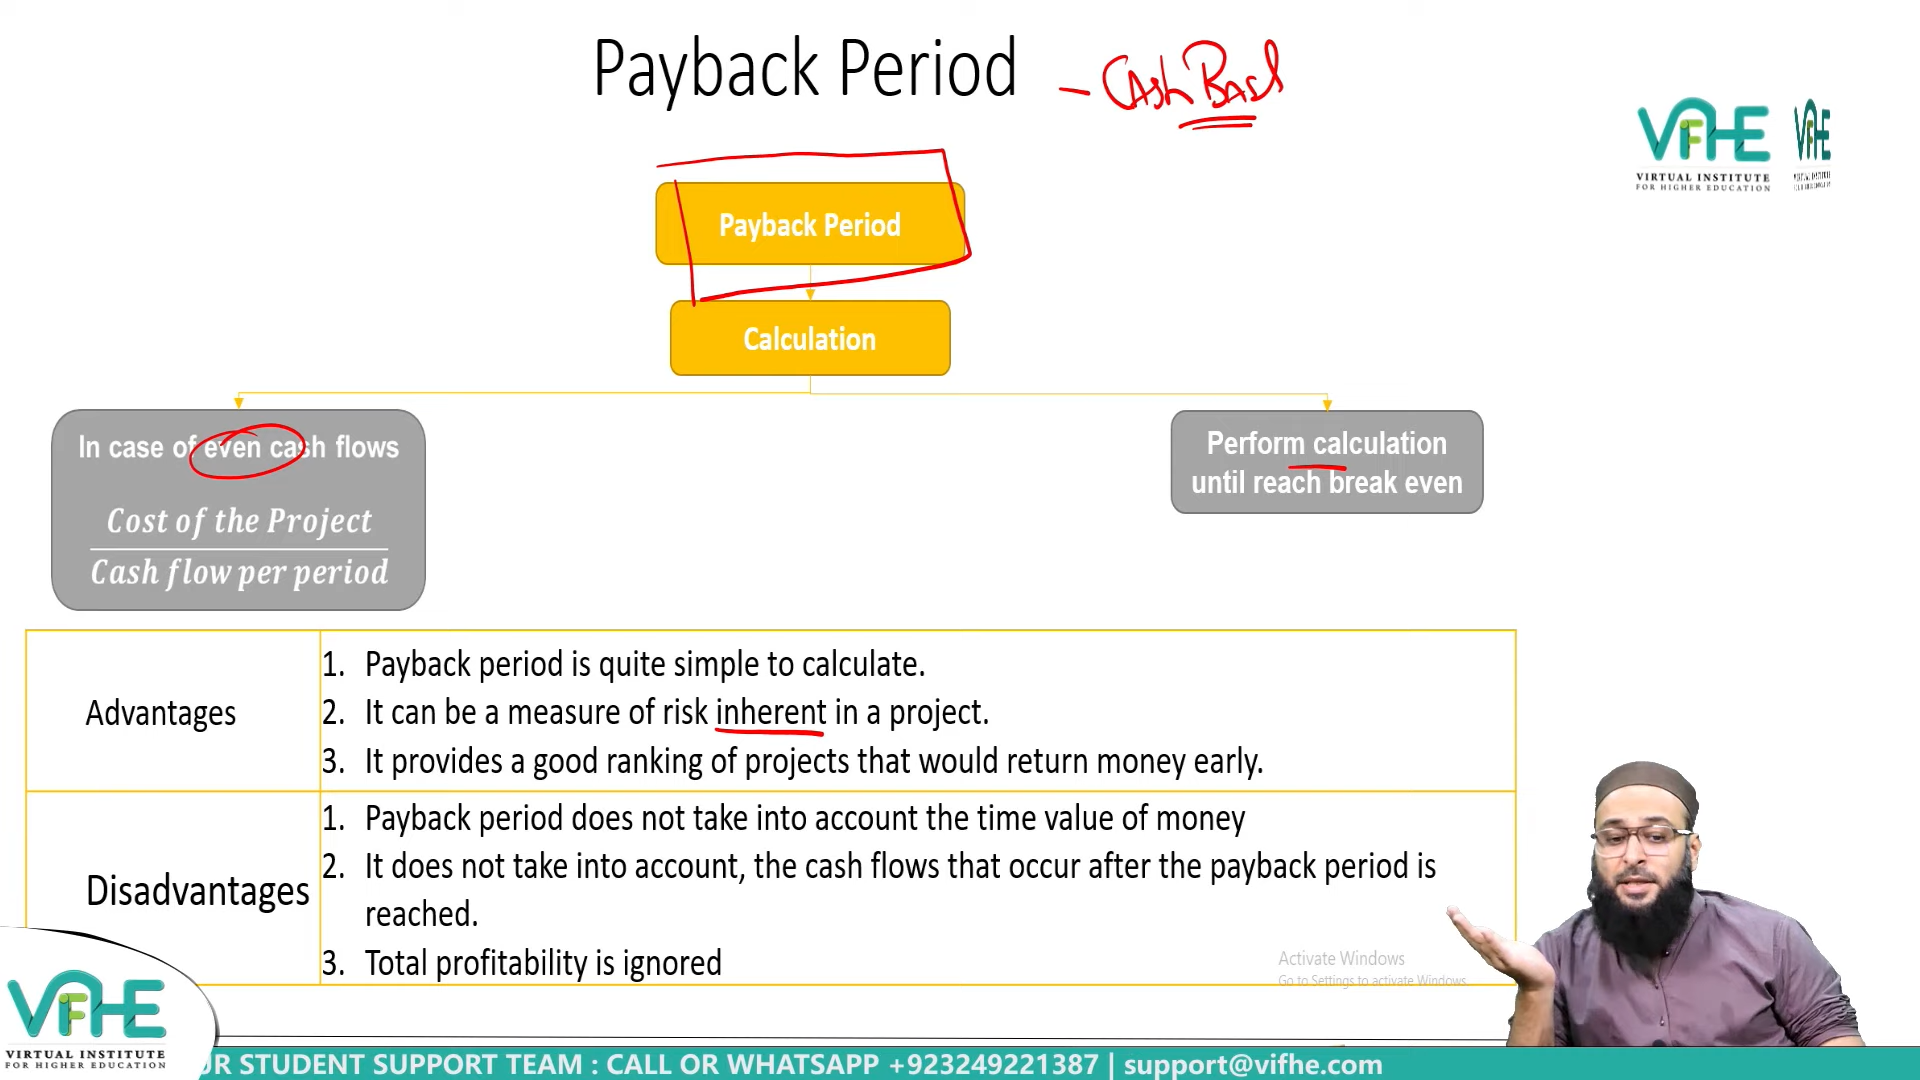 Payback Period
- Cash Basd
VIFHE
VIRTUAL INSTITUTE
FOR HIGHER EDUCATION
VIFHE
Payback Period
Calculation
In case of even cash flows
Cost of the Project
Cash flow per period
Perform calculation
until reach break even
Advantages
1. Payback period is quite simple to calculate.
2. It can be a measure of risk inherent in a project.
3. It provides a good ranking of projects that would return money early.
Disadvantages
1. Payback period does not take into account the time value of money
2. It does not take into account, the cash flows that occur after the payback period is
reached.
3. Total profitability is ignored
Activate Windows
Go to Settings to activate Windows.
VIFHE
VIRTUAL INSTITUTE
FOR HIGHER EDUCATION
UR STUDENT SUPPORT TEAM : CALL OR WHATSAPP +923249221387 | support@vifhe.com